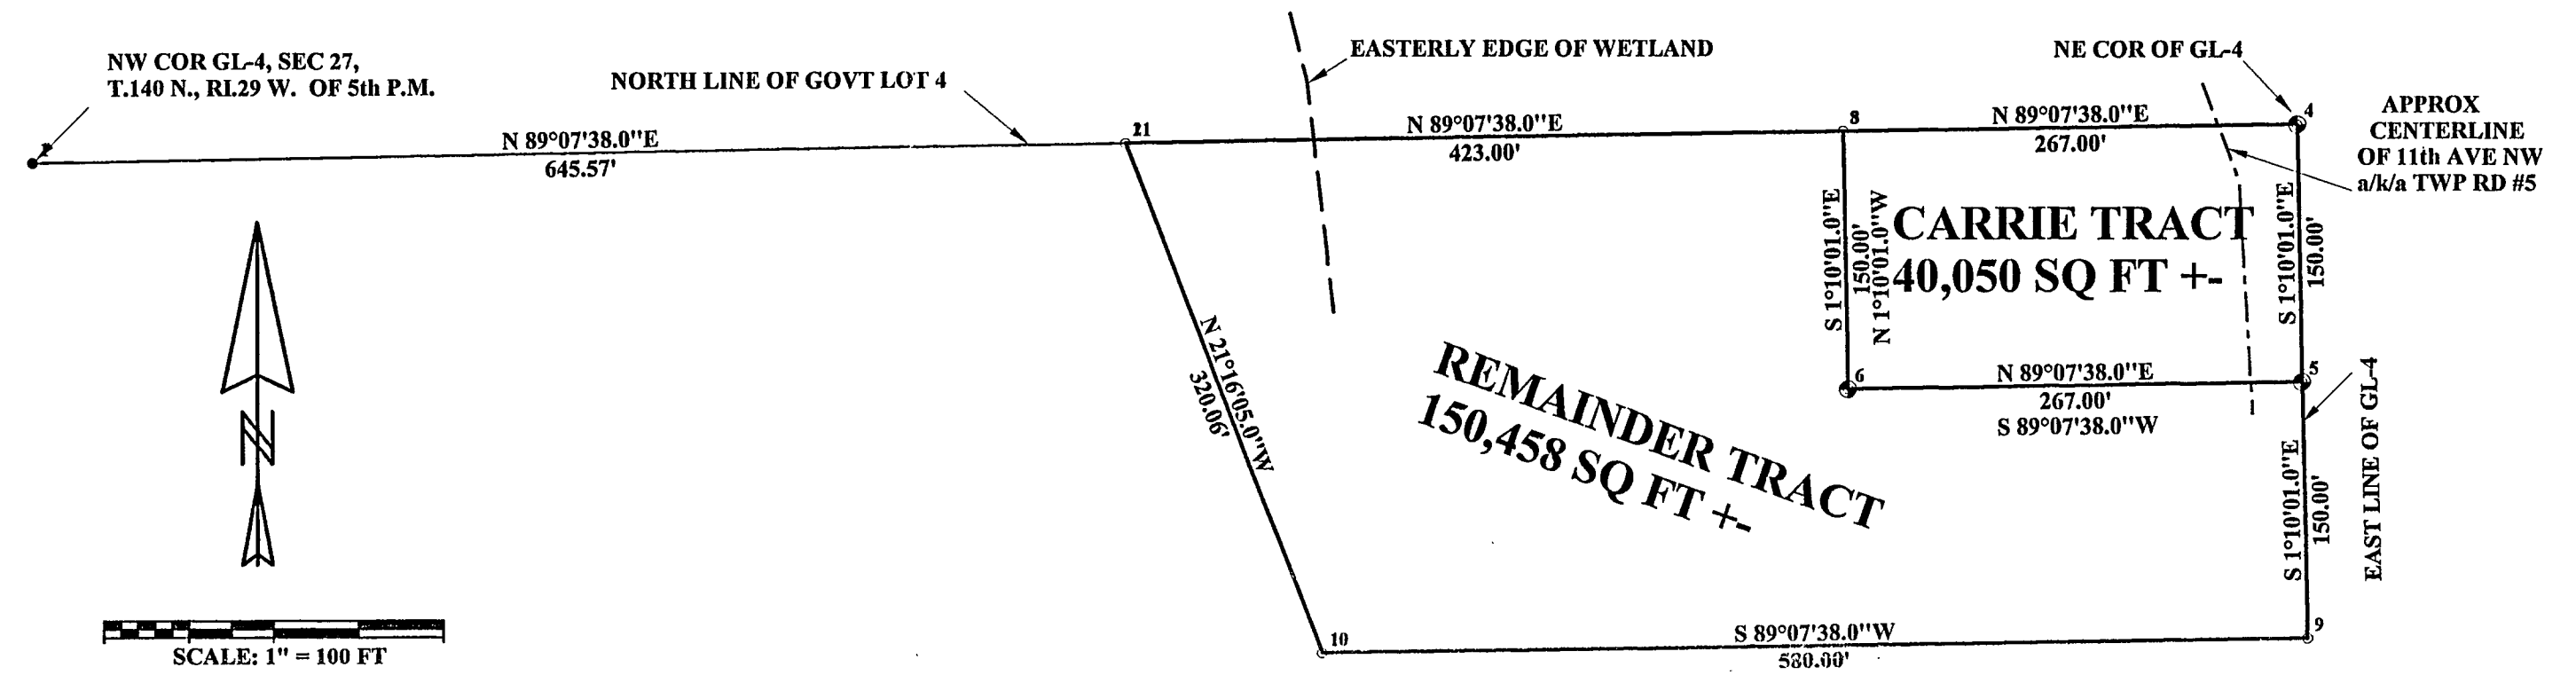 NW COR GL-4, SEC 27,
T.140 N., RI.29 W. OF 5th P.M.
NORTH LINE OF GOVT LOT 4
EASTERLY EDGE OF WETLAND
NE COR OF GL-4
APPROX
CENTERLINE
OF 11th AVE NW
a/k/a TWP RD #5
N 89°07'38.0"E
645.57'
21
N 89°07'38.0"E
423.00'
8
N 89°07'38.0"E
267.00'
4
S 1°10'01.0"E
150.00'
N 1°10'01.0"W
CARRIE TRACT
40,050 SQ FT +-
S 1°10'01.0"E
150.00'
6
N 89°07'38.0"E
267.00'
S 89°07'38.0"W
5
EAST LINE OF GL-4
S 1°10'01.0"E
150.00'
N 21°16'05.0"W
320.06'
REMAINDER TRACT
150,458 SQ FT +-
10
S 89°07'38.0"W
580.00'
9
N
SCALE: 1" = 100 FT